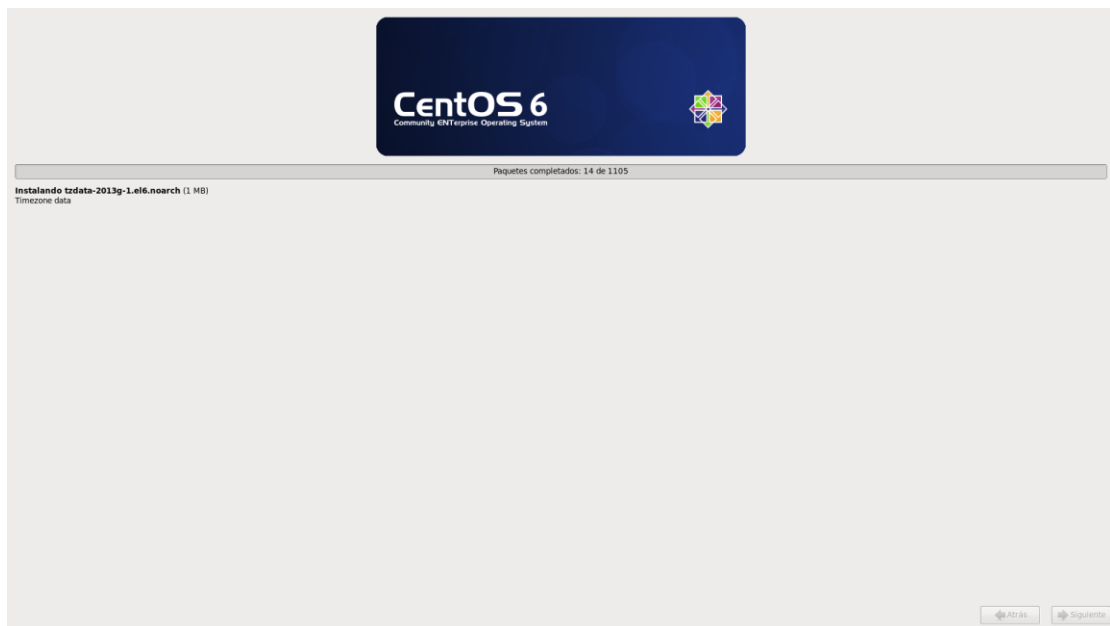 CentOS 6
Community ENTerprise Operating System
Paquetes completados: 14 de 1105
Instalando tzdata-2013g-1.el6.noarch (1 MB)
Timezone data
Atrás
Siguiente